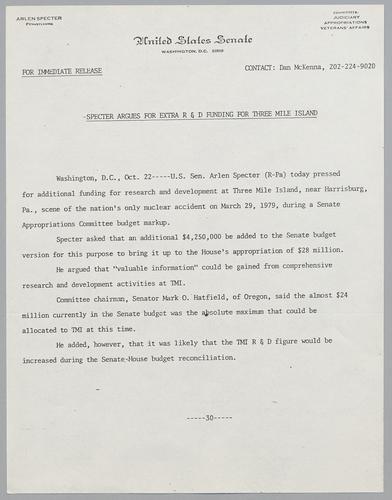 ARLEN SPECTER
PENNSYLVANIA
COMMITTEES:
JUDICIARY
APPROPRIATIONS
VETERANS' AFFAIRS
United States Senate
WASHINGTON, D.C. 20510
FOR IMMEDIATE RELEASE
CONTACT: Dan McKenna, 202-224-9020
SPECTER ARGUES FOR EXTRA R & D FUNDING FOR THREE MILE ISLAND
Washington, D.C., Oct. 22-----U.S. Sen. Arlen Specter (R-Pa) today pressed
for additional funding for research and development at Three Mile Island, near Harrisburg,
Pa., scene of the nation's only nuclear accident on March 29, 1979, during a Senate
Appropriations Committee budget markup.
Specter asked that an additional $4,250,000 be added to the Senate budget
version for this purpose to bring it up to the House's appropriation of $28 million.
He argued that "valuable information" could be gained from comprehensive
research and development activities at TMI.
Committee chairman, Senator Mark O. Hatfield, of Oregon, said the almost $24
million currently in the Senate budget was the absolute maximum that could be
allocated to TMI at this time.
He added, however, that it was likely that the TMI R & D figure would be
increased during the Senate-House budget reconciliation.
-----30-----